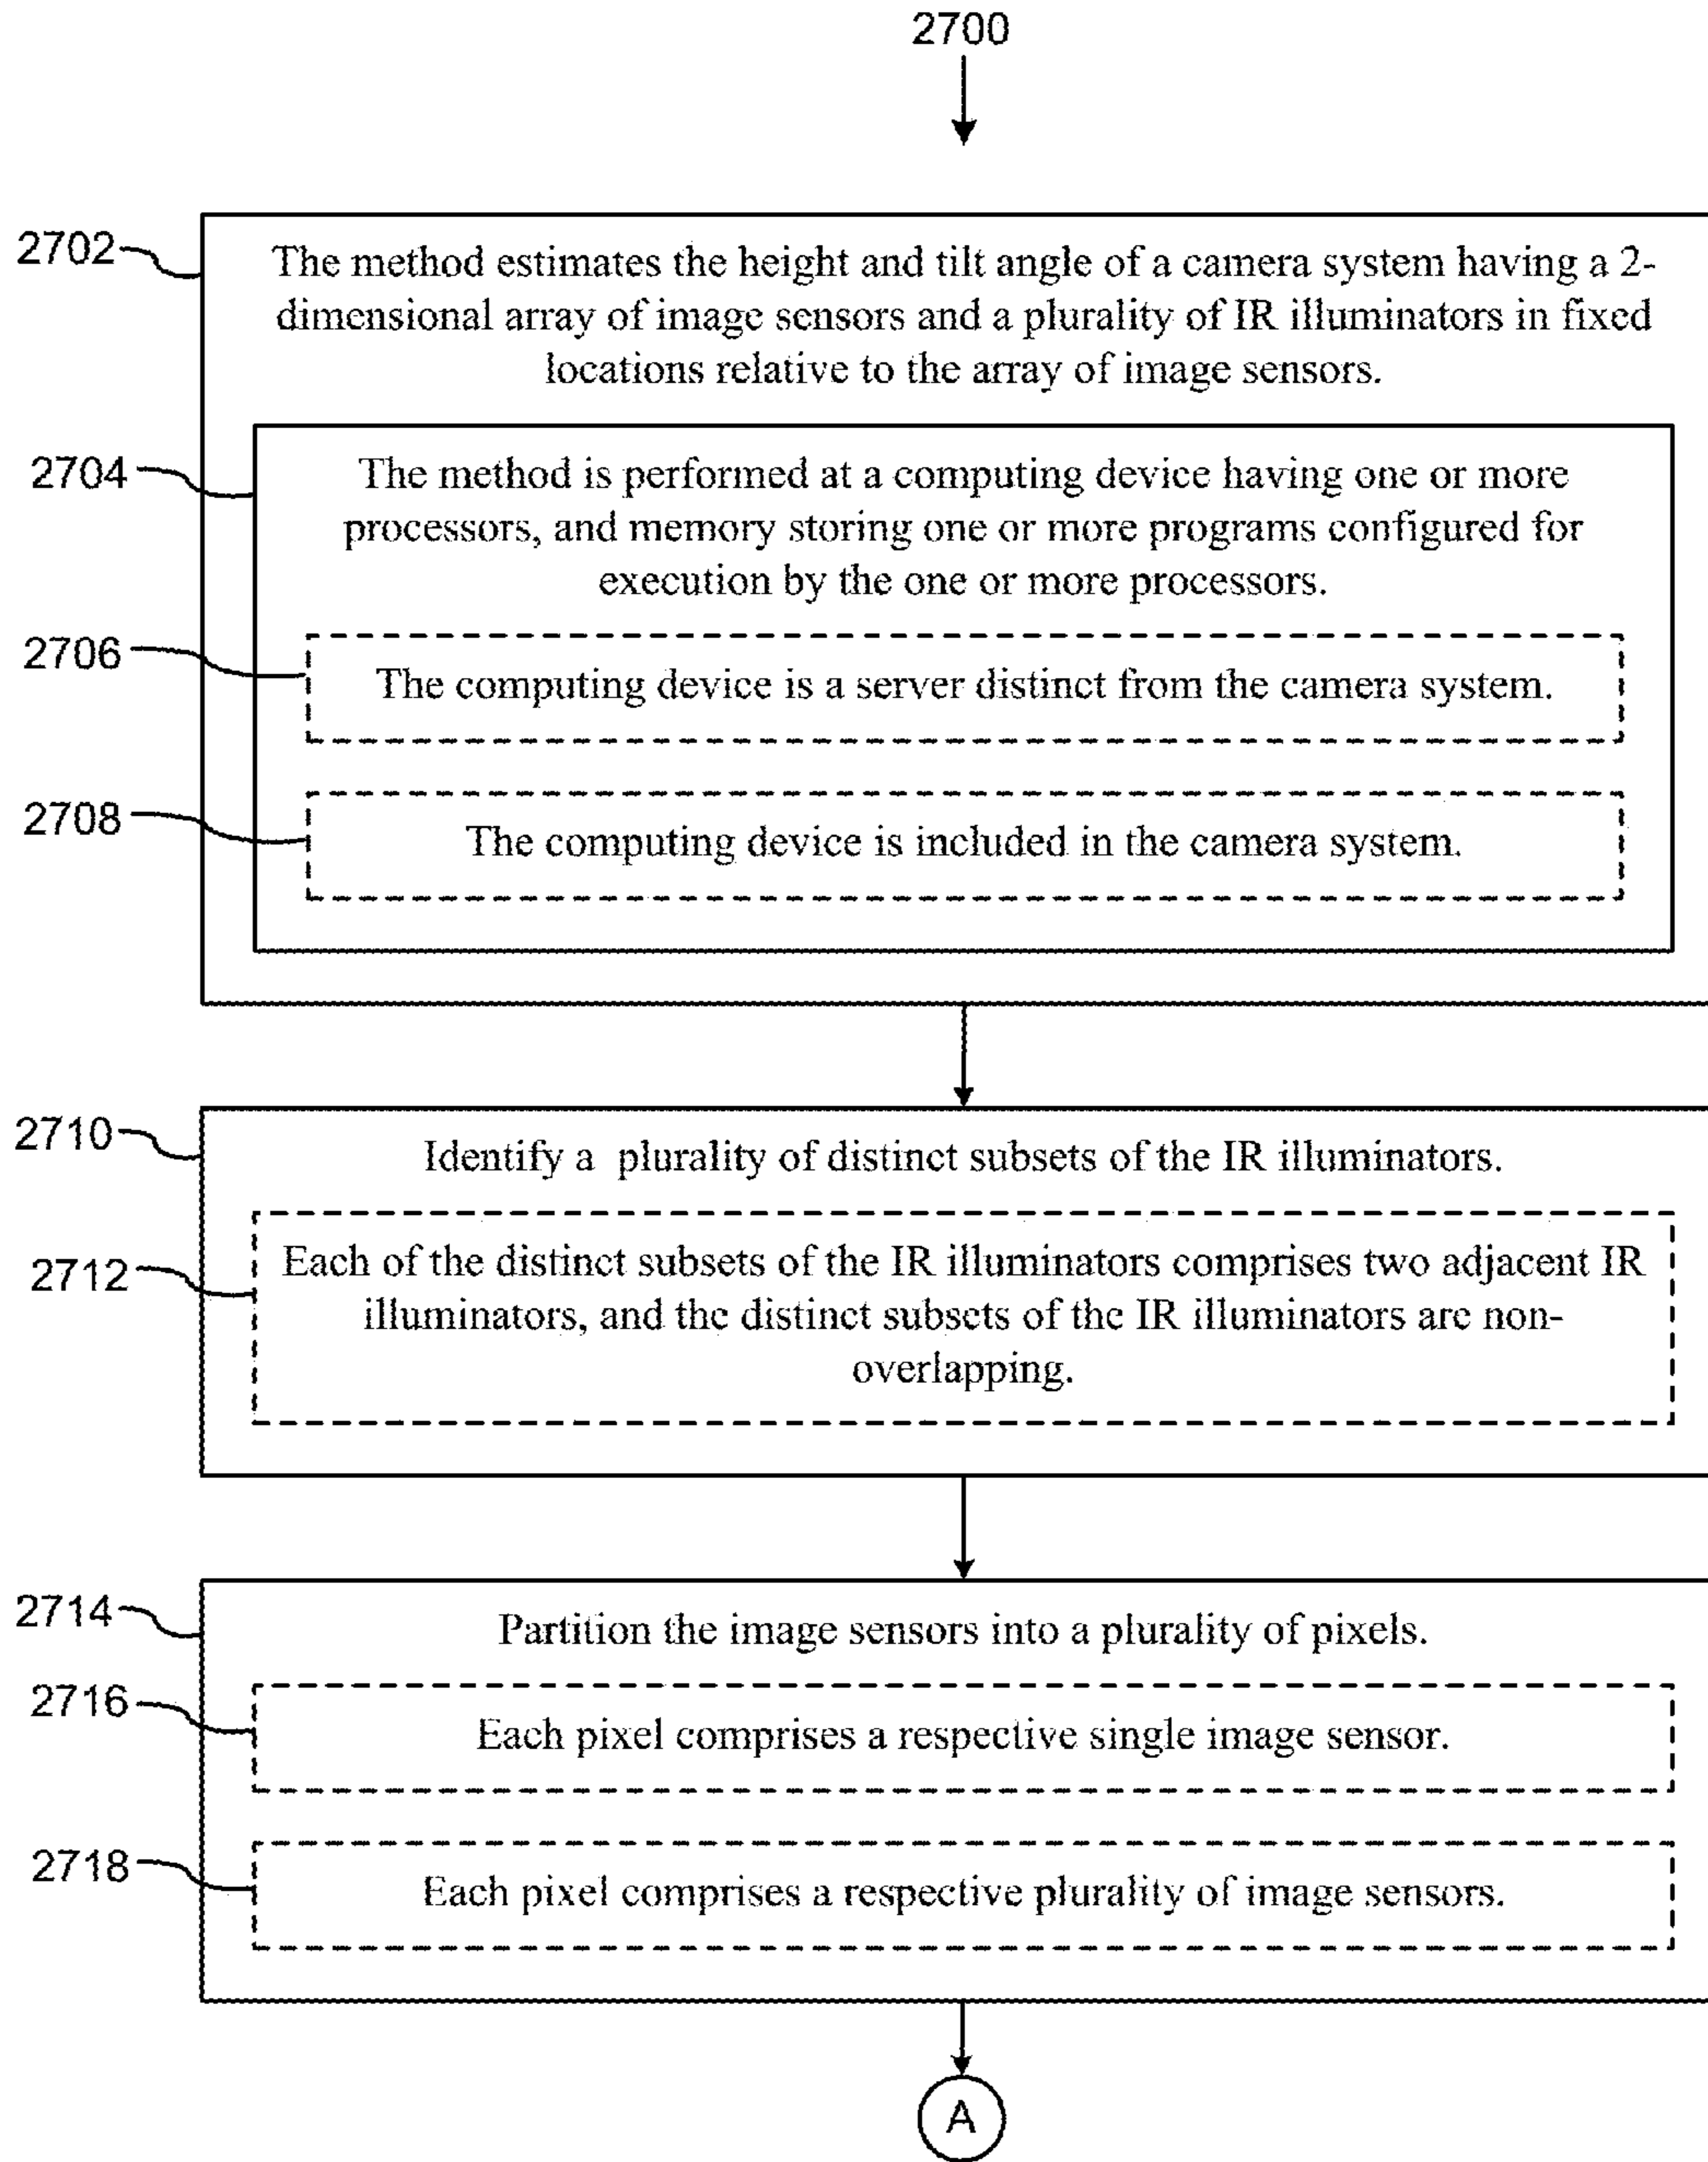 2700
2702
The method estimates the height and tilt angle of a camera system having a 2-
dimensional array of image sensors and a plurality of IR illuminators in fixed
locations relative to the array of image sensors.
2704
The method is performed at a computing device having one or more
processors, and memory storing one or more programs configured for
execution by the one or more processors.
2706
The computing device is a server distinct from the camera system.
2708
The computing device is included in the camera system.
2710
Identify a plurality of distinct subsets of the IR illuminators.
2712
Each of the distinct subsets of the IR illuminators comprises two adjacent IR
illuminators, and the distinct subsets of the IR illuminators are non-
overlapping.
2714
Partition the image sensors into a plurality of pixels.
2716
Each pixel comprises a respective single image sensor.
2718
Each pixel comprises a respective plurality of image sensors.
A